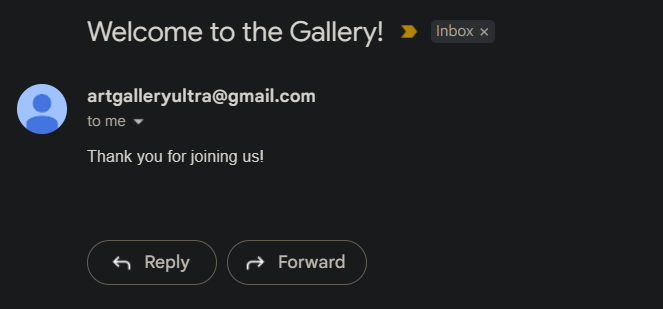 Welcome to the Gallery! Inbox ×
artgalleryultra@gmail.com
to me
Thank you for joining us!
Reply Forward